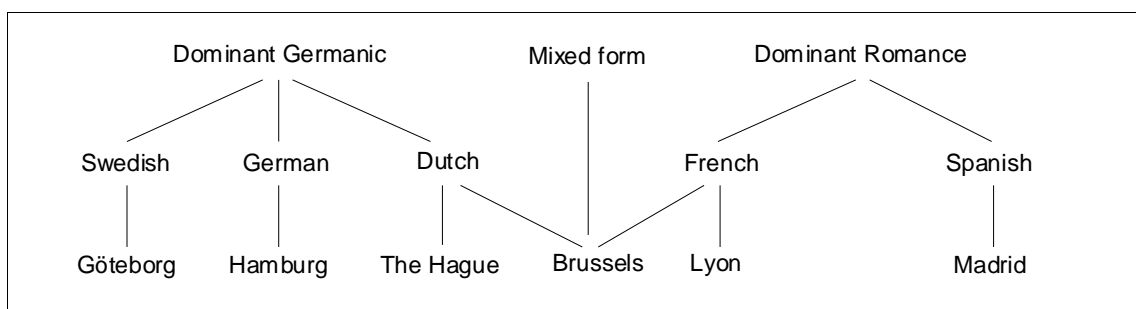 Dominant Germanic Mixed form Dominant Romance
Swedish German Dutch French Spanish
Göteborg Hamburg The Hague Brussels Lyon Madrid